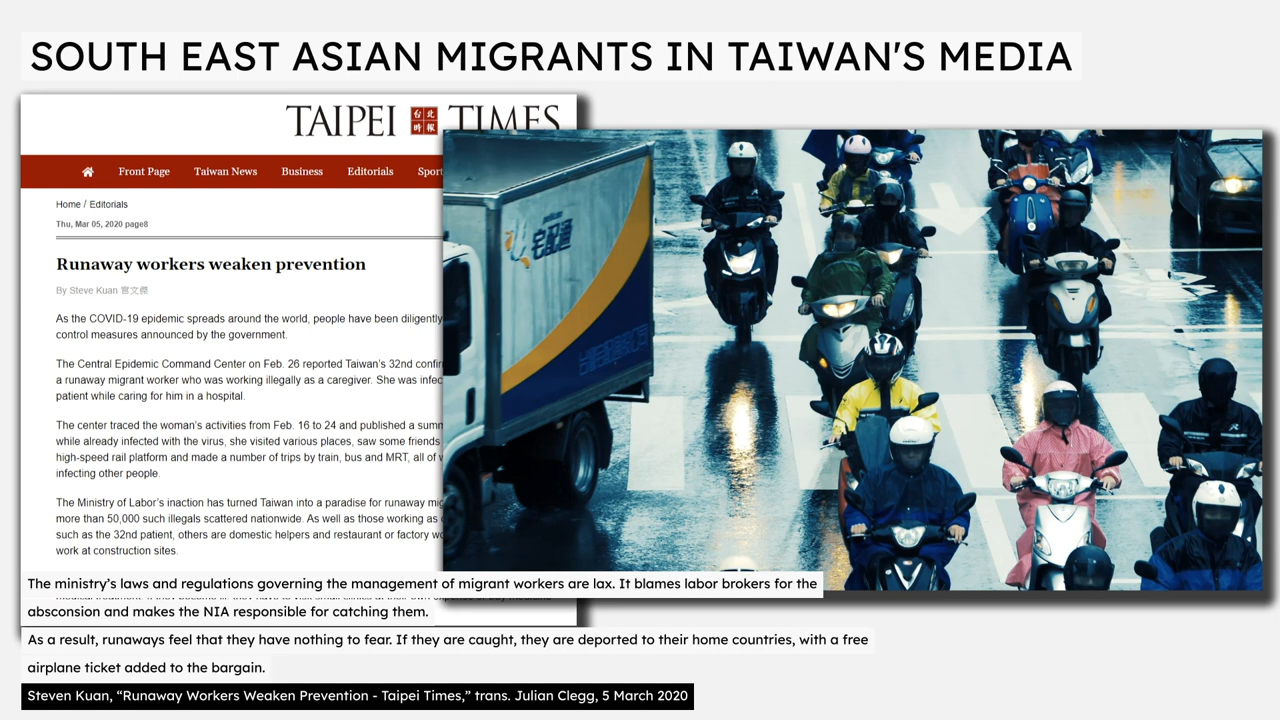 SOUTH EAST ASIAN MIGRANTS IN TAIWAN'S MEDIA
TAIPEI 台北時報 TIMES
Front Page Taiwan News Business Editorials Sport
Home / Editorials
Thu, Mar 05, 2020 page8
Runaway workers weaken prevention
By Steve Kuan 官文傑
As the COVID-19 epidemic spreads around the world, people have been diligently
control measures announced by the government.
The Central Epidemic Command Center on Feb. 26 reported Taiwan's 32nd confir
a runaway migrant worker who was working illegally as a caregiver. She was infec
patient while caring for him in a hospital.
The center traced the woman's activities from Feb. 16 to 24 and published a summ
while already infected with the virus, she visited various places, saw some friends
high-speed rail platform and made a number of trips by train, bus and MRT, all of w
infecting other people.
The Ministry of Labor's inaction has turned Taiwan into a paradise for runaway mig
more than 50,000 such illegals scattered nationwide. As well as those working as c
such as the 32nd patient, others are domestic helpers and restaurant or factory wo
work at construction sites.
宅配通
The ministry's laws and regulations governing the management of migrant workers are lax. It blames labor brokers for the
absconsion and makes the NIA responsible for catching them.
As a result, runaways feel that they have nothing to fear. If they are caught, they are deported to their home countries, with a free
airplane ticket added to the bargain.
Steven Kuan, “Runaway Workers Weaken Prevention - Taipei Times,” trans. Julian Clegg, 5 March 2020